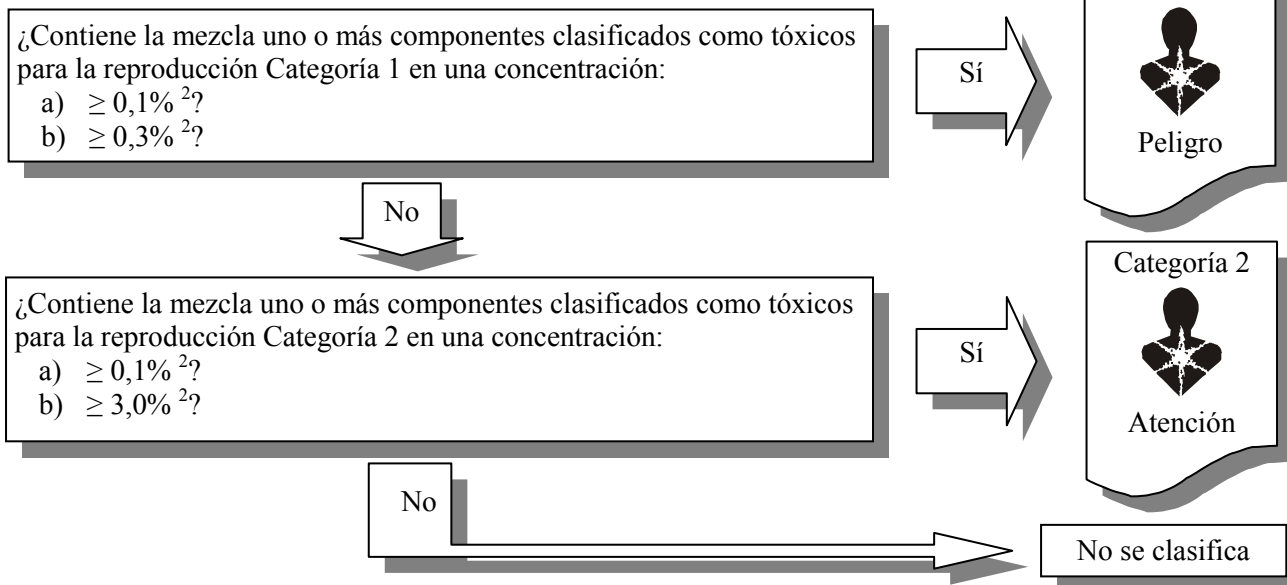 ¿Contiene la mezcla uno o más componentes clasificados como tóxicos
para la reproducción Categoría 1 en una concentración:
a) ≥ 0,1% ²?
b) ≥ 0,3% ²?
Sí
Peligro
No
¿Contiene la mezcla uno o más componentes clasificados como tóxicos
para la reproducción Categoría 2 en una concentración:
a) ≥ 0,1% ²?
b) ≥ 3,0% ²?
Sí
Categoría 2
Atención
No
No se clasifica